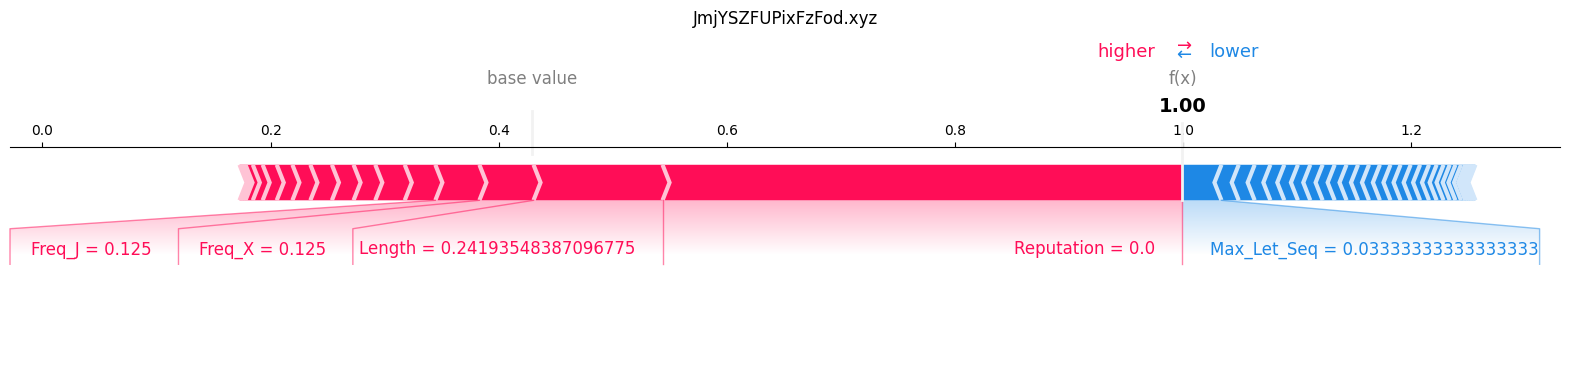 JmjYSZFUPixFzFod.xyz
higher ⇄ lower
base value f(x)
1.00
0.0 0.2 0.4 0.6 0.8 1.0 1.2
Freq_J = 0.125 Freq_X = 0.125 Length = 0.24193548387096775 Reputation = 0.0 Max_Let_Seq = 0.03333333333333333